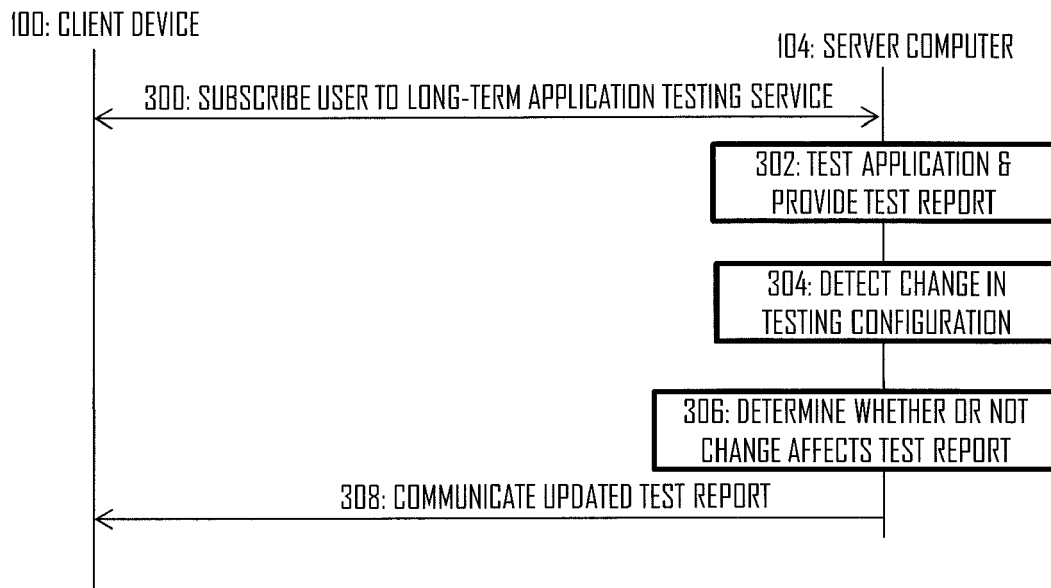 100: CLIENT DEVICE
104: SERVER COMPUTER
300: SUBSCRIBE USER TO LONG-TERM APPLICATION TESTING SERVICE
302: TEST APPLICATION &
PROVIDE TEST REPORT
304: DETECT CHANGE IN
TESTING CONFIGURATION
306: DETERMINE WHETHER OR NOT
CHANGE AFFECTS TEST REPORT
308: COMMUNICATE UPDATED TEST REPORT